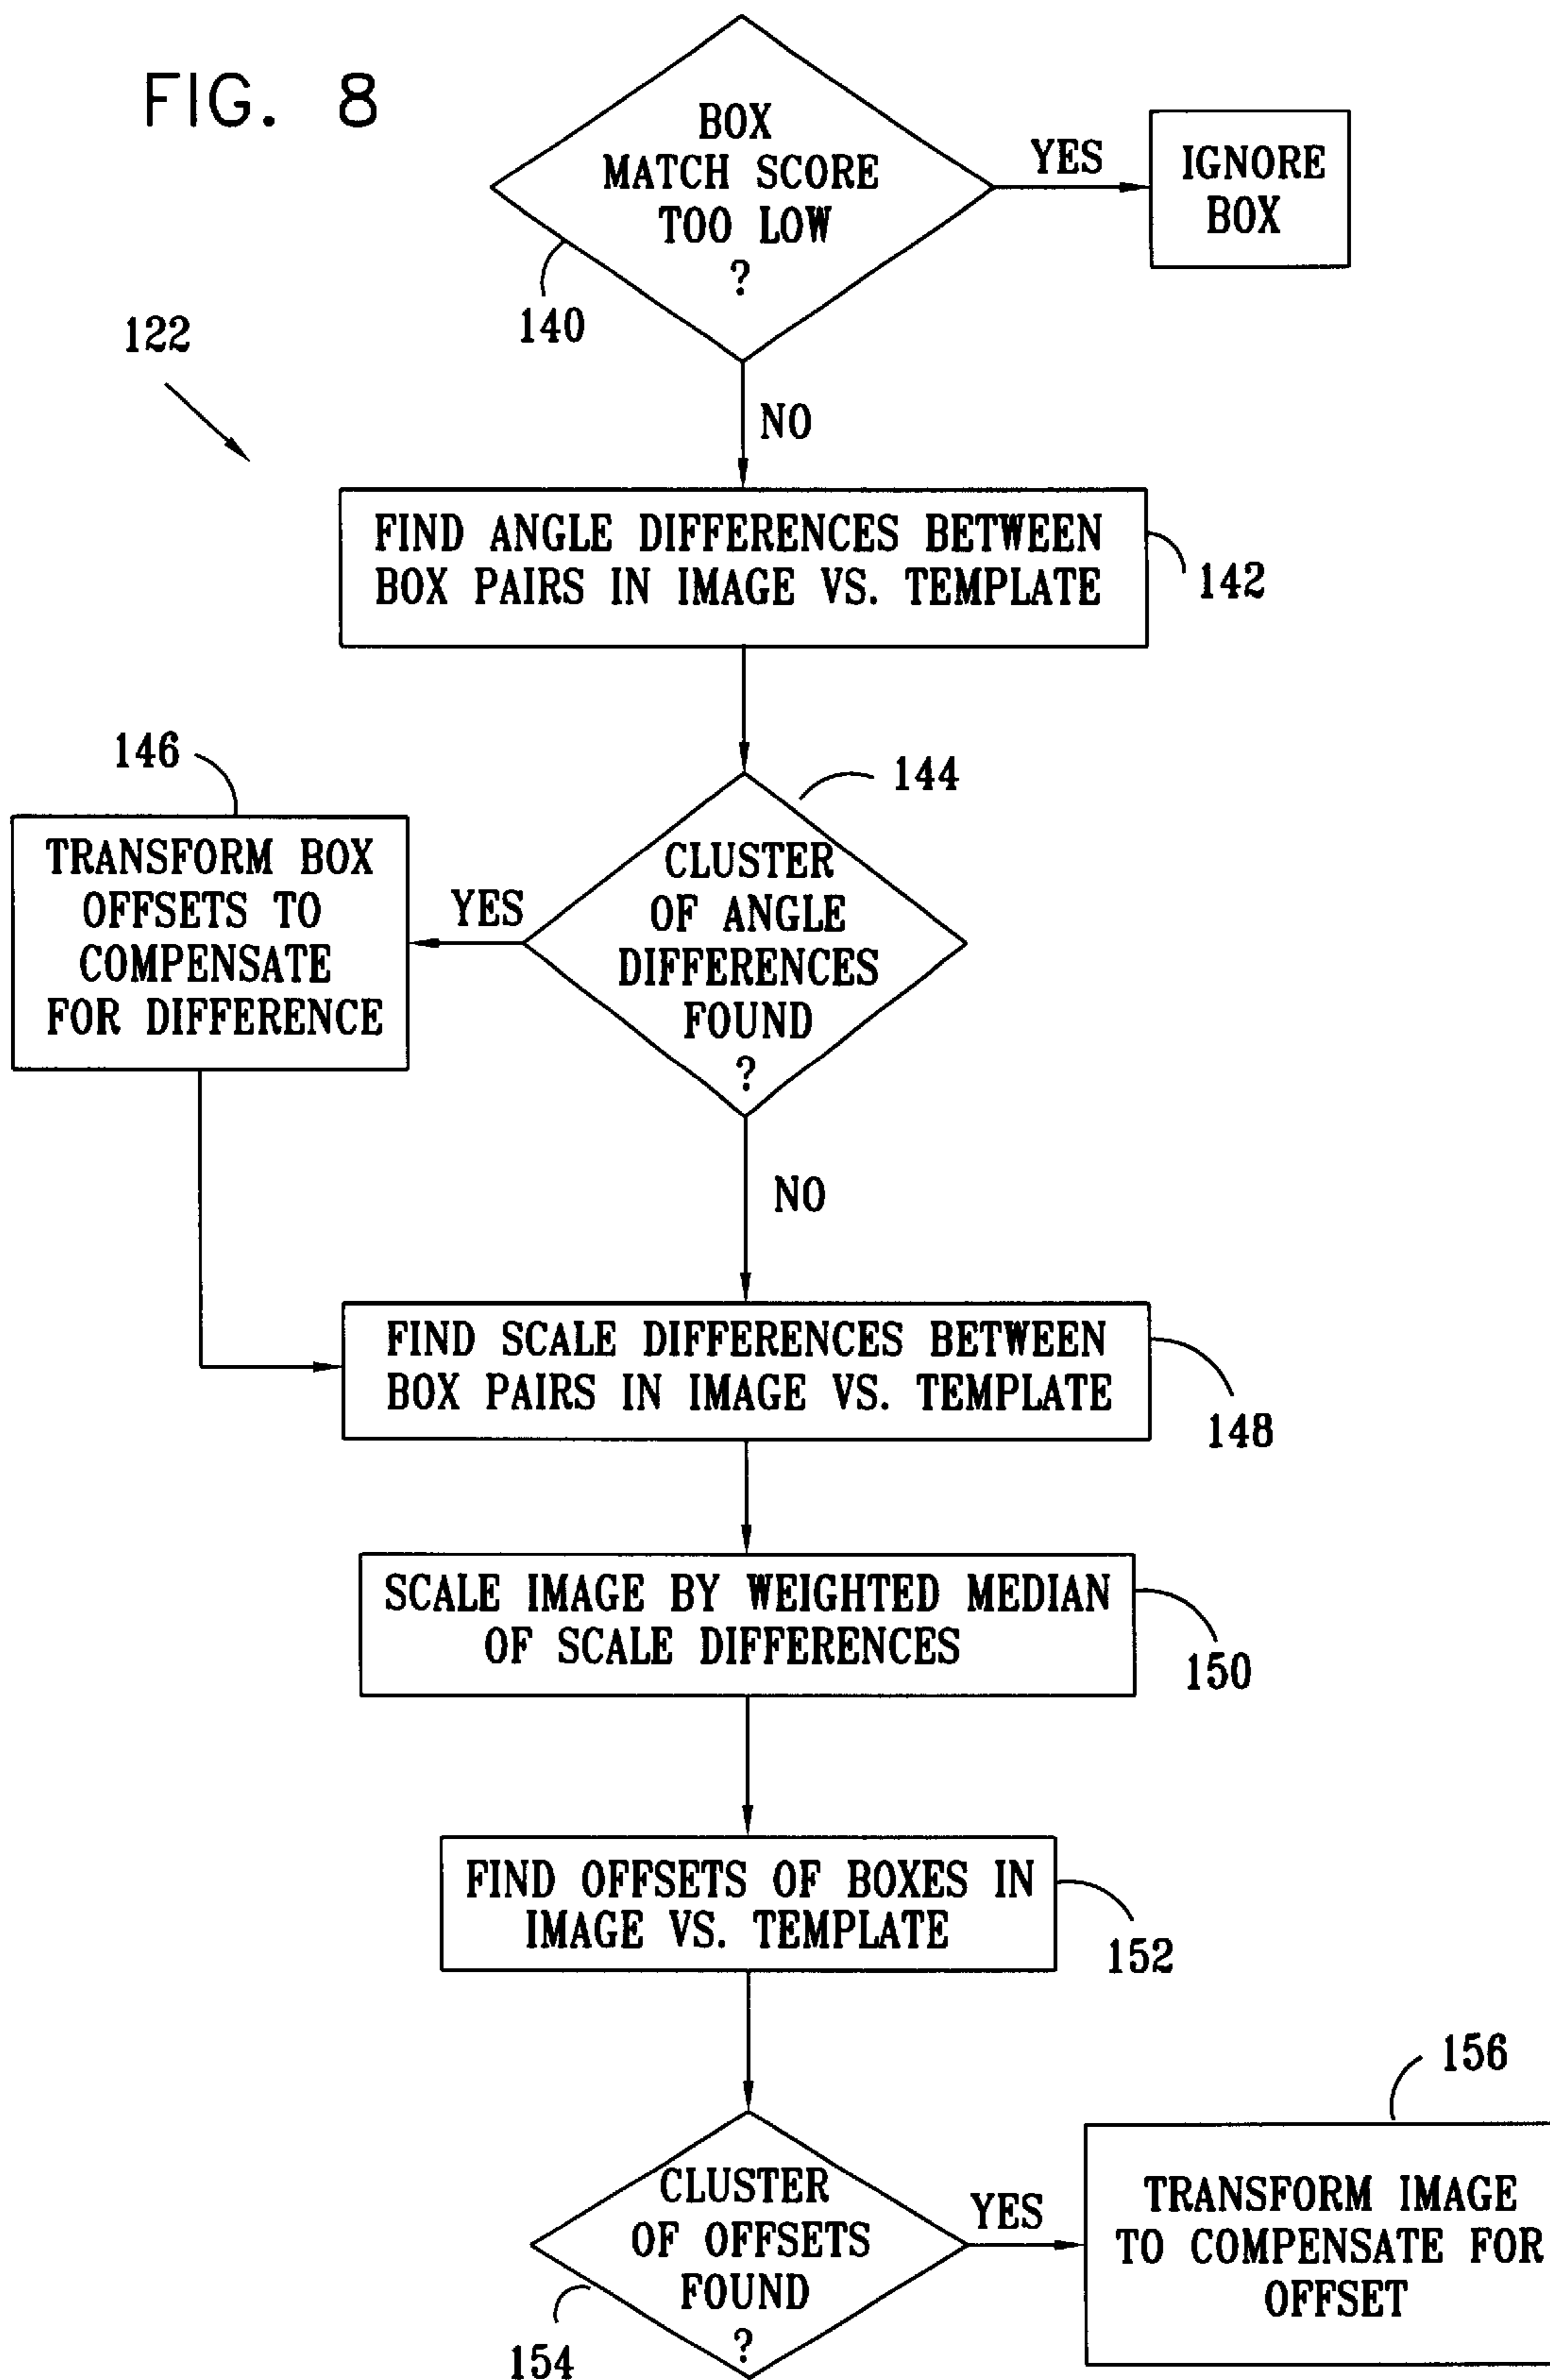 FIG. 8
BOX
MATCH SCORE
TOO LOW
?
YES
IGNORE
BOX
140
122
NO
FIND ANGLE DIFFERENCES BETWEEN
BOX PAIRS IN IMAGE VS. TEMPLATE
142
146
144
TRANSFORM BOX
OFFSETS TO
COMPENSATE
FOR DIFFERENCE
YES
CLUSTER
OF ANGLE
DIFFERENCES
FOUND
?
NO
FIND SCALE DIFFERENCES BETWEEN
BOX PAIRS IN IMAGE VS. TEMPLATE
148
SCALE IMAGE BY WEIGHTED MEDIAN
OF SCALE DIFFERENCES
150
FIND OFFSETS OF BOXES IN
IMAGE VS. TEMPLATE
152
156
CLUSTER
OF OFFSETS
FOUND
?
YES
TRANSFORM IMAGE
TO COMPENSATE FOR
OFFSET
154